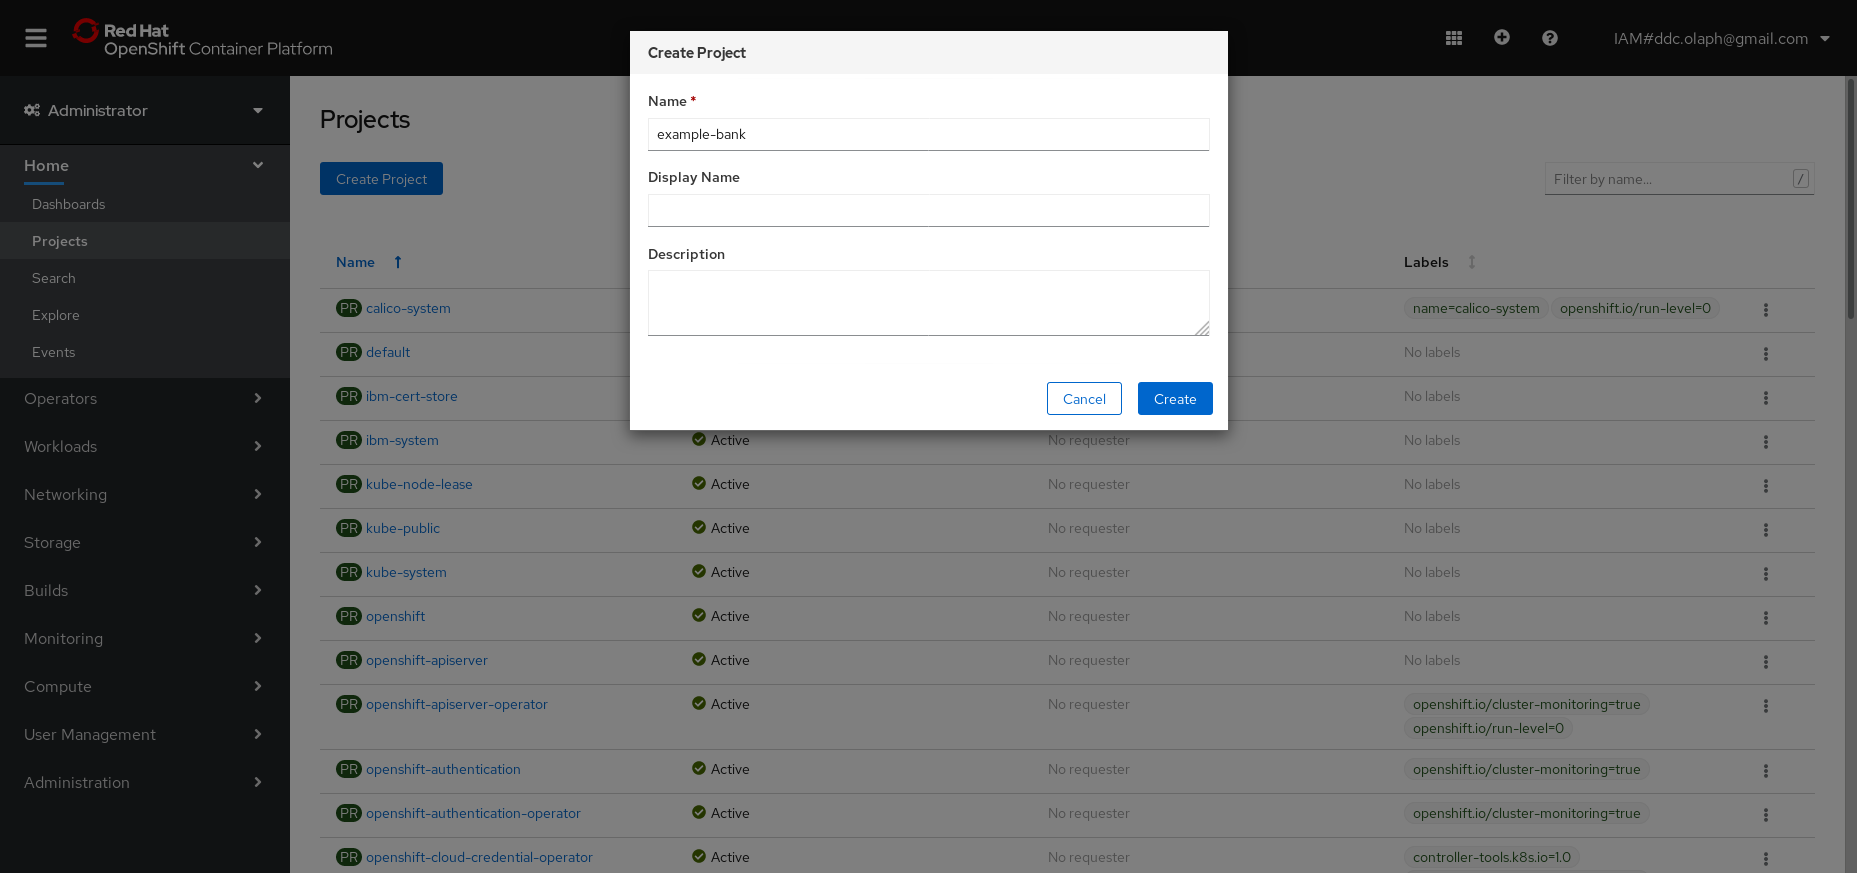 Red Hat
OpenShift Container Platform
IAM#ddc.olaph@gmail.com
Administrator
Home
Dashboards
Projects
Search
Explore
Events
Operators
Workloads
Networking
Storage
Builds
Monitoring
Compute
User Management
Administration
Projects
Create Project
Filter by name...
/
Create Project
Name *
example-bank
Display Name
Description
Cancel
Create
Name
Labels
PR calico-system name=calico-system openshift.io/run-level=0
PR default No labels
PR ibm-cert-store No labels
PR ibm-system Active No requester No labels
PR kube-node-lease Active No requester No labels
PR kube-public Active No requester No labels
PR kube-system Active No requester No labels
PR openshift Active No requester No labels
PR openshift-apiserver Active No requester No labels
PR openshift-apiserver-operator Active No requester openshift.io/cluster-monitoring=true
openshift.io/run-level=0
PR openshift-authentication Active No requester openshift.io/cluster-monitoring=true
PR openshift-authentication-operator Active No requester openshift.io/cluster-monitoring=true
PR openshift-cloud-credential-operator Active No requester controller-tools.k8s.io=1.0